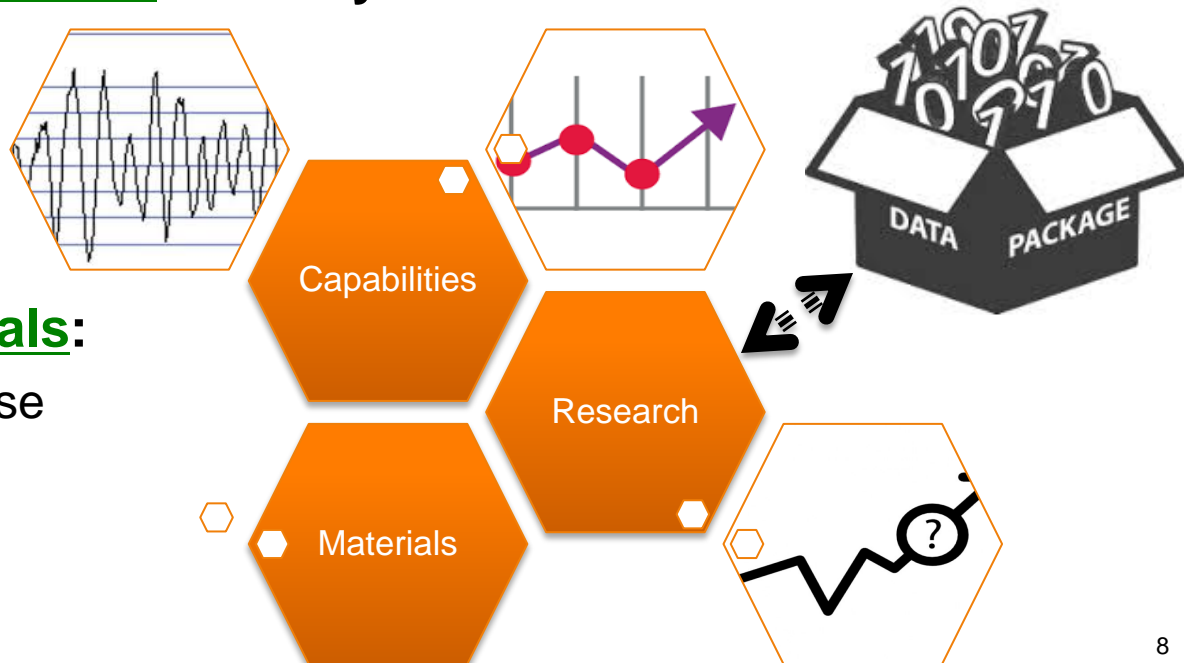 als:
se
Capabilities
Research
Materials
DATA PACKAGE
?
8